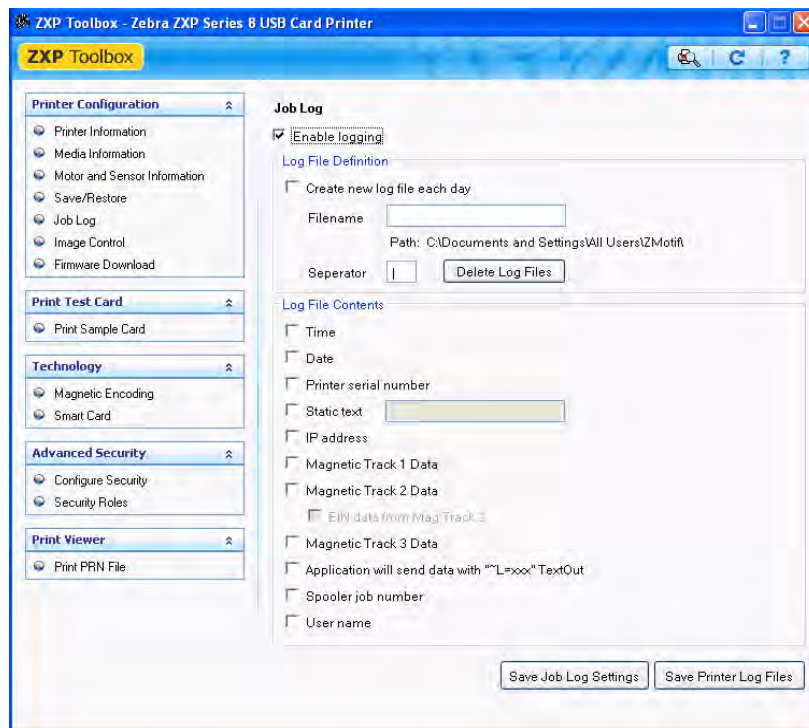 ZXP Toolbox - Zebra ZXP Series 8 USB Card Printer
ZXP Toolbox
?
Printer Configuration
Printer Information
Media Information
Motor and Sensor Information
Save/Restore
Job Log
Image Control
Firmware Download
Print Test Card
Print Sample Card
Technology
Magnetic Encoding
Smart Card
Advanced Security
Configure Security
Security Roles
Print Viewer
Print PRN File
Job Log
Enable logging
Log File Definition
Create new log file each day
Filename
Path: C:\Documents and Settings\All Users\ZMotif\
Seperator | Delete Log Files
Log File Contents
Time
Date
Printer serial number
Static text
IP address
Magnetic Track 1 Data
Magnetic Track 2 Data
EIN data from Mag Track 2
Magnetic Track 3 Data
Application will send data with "~L=xxx" TextOut
Spooler job number
User name
Save Job Log Settings Save Printer Log Files